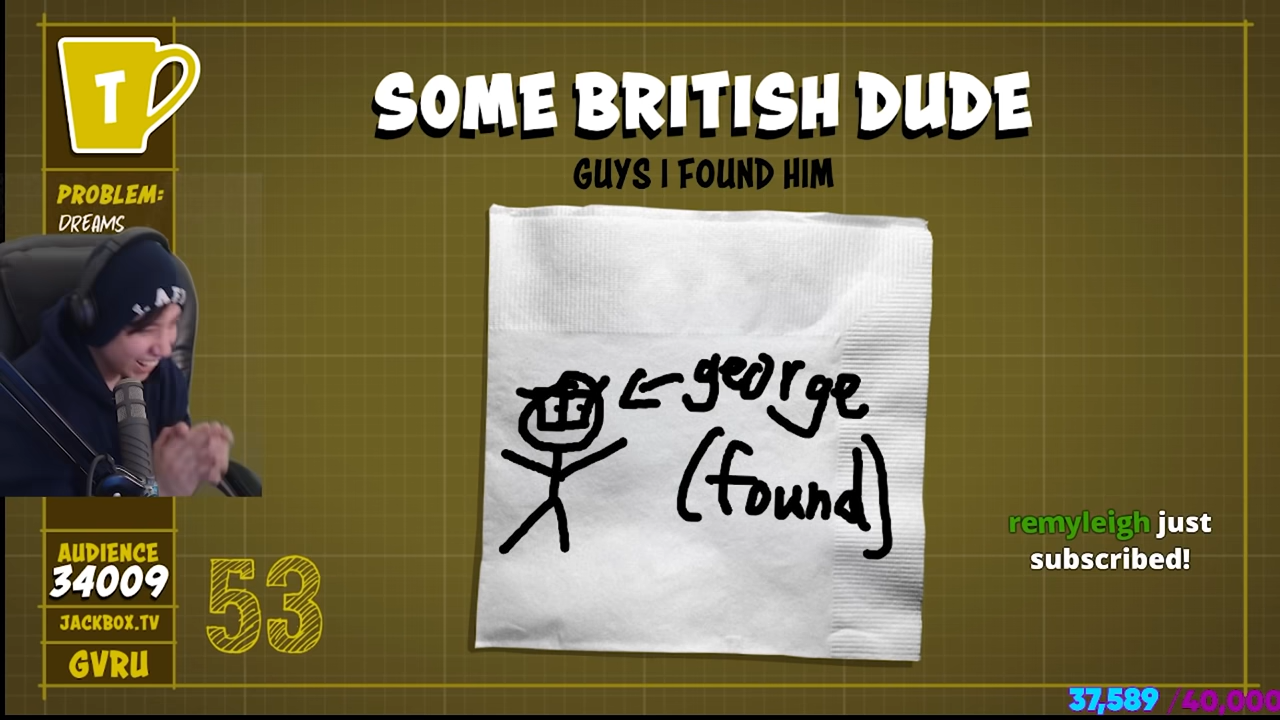 T
SOME BRITISH DUDE
GUYS I FOUND HIM
PROBLEM:
DREAMS
george
(found)
remyleigh just
subscribed!
AUDIENCE
34009
JACKBOX.TV
GVRU
53
37,589 /40,000